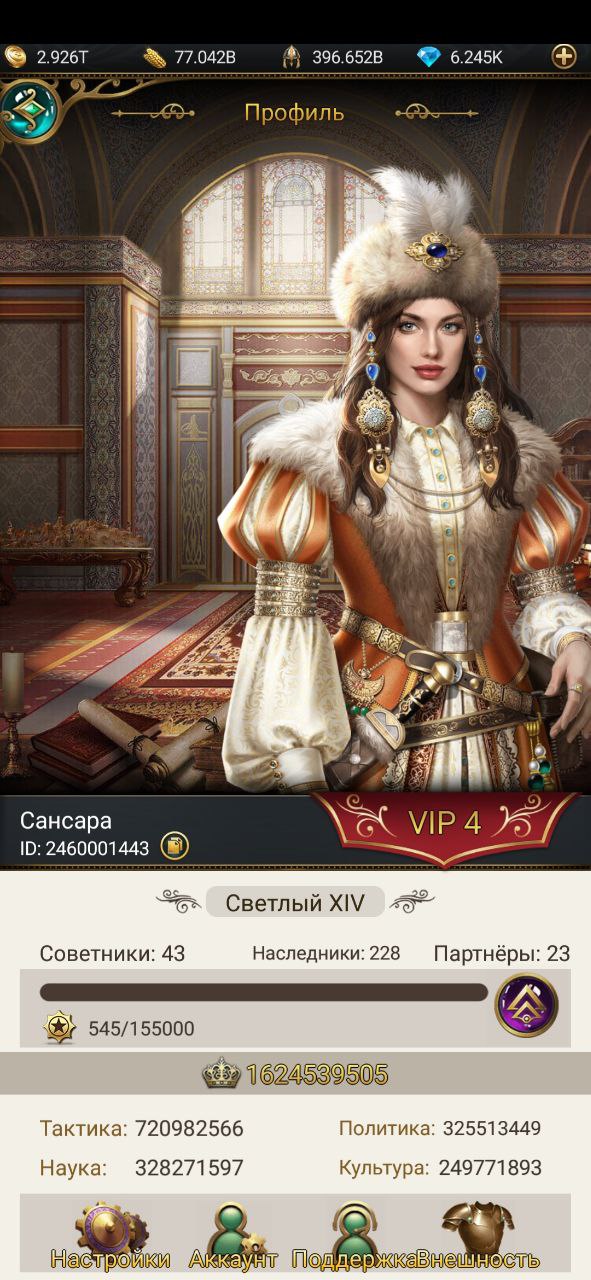 2.926T 77.042B 396.652B 6.245K
Профиль
Сансара
ID: 2460001443
VIP 4
Светлый XIV
Советники: 43 Наследники: 228 Партнёры: 23
545/155000
1624539505
Тактика: 720982566 Политика: 325513449
Наука: 328271597 Культура: 249771893
Настройки Аккаунт Поддержка Внешность